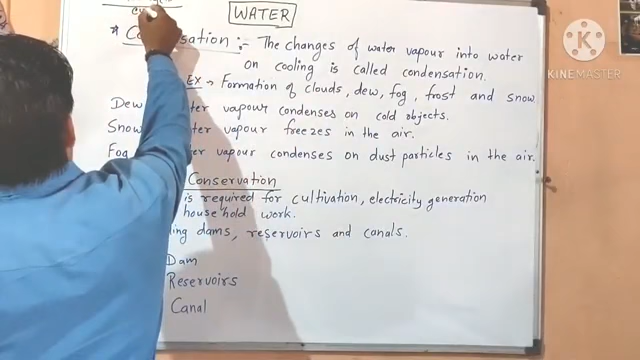 WATER
* Co sation :- The changes of water vapour into water
on cooling is called condensation.
Ex → Formation of clouds, dew, fog, frost and snow.
Dew ter vapour condenses on cold objects.
Snow ter vapour freezes in the air.
Fog vapour condenses on dust particles in the air.
Conservation
is required for cultivation, electricity generation
household work.
ing dams, reservoirs and canals.
Dam
Reservoirs
Canal
KINEMASTER